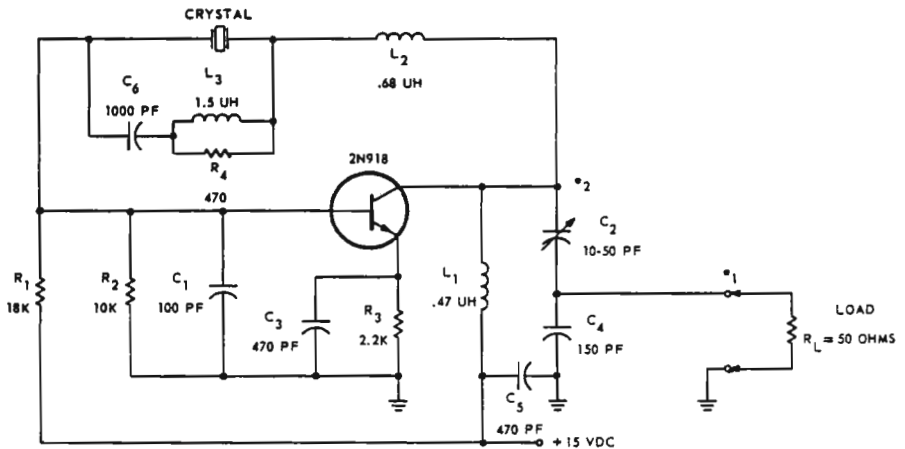 CRYSTAL
L2
.68 UH
L3
1.5 UH
C6
1000 PF
R4
470
2N918
e2
C2
10-50 PF
R1
18K
R2
10K
C1
100 PF
C3
470 PF
R3
2.2K
L1
.47 UH
e1
C4
150 PF
LOAD
RL = 50 OHMS
C5
470 PF
+15 VDC